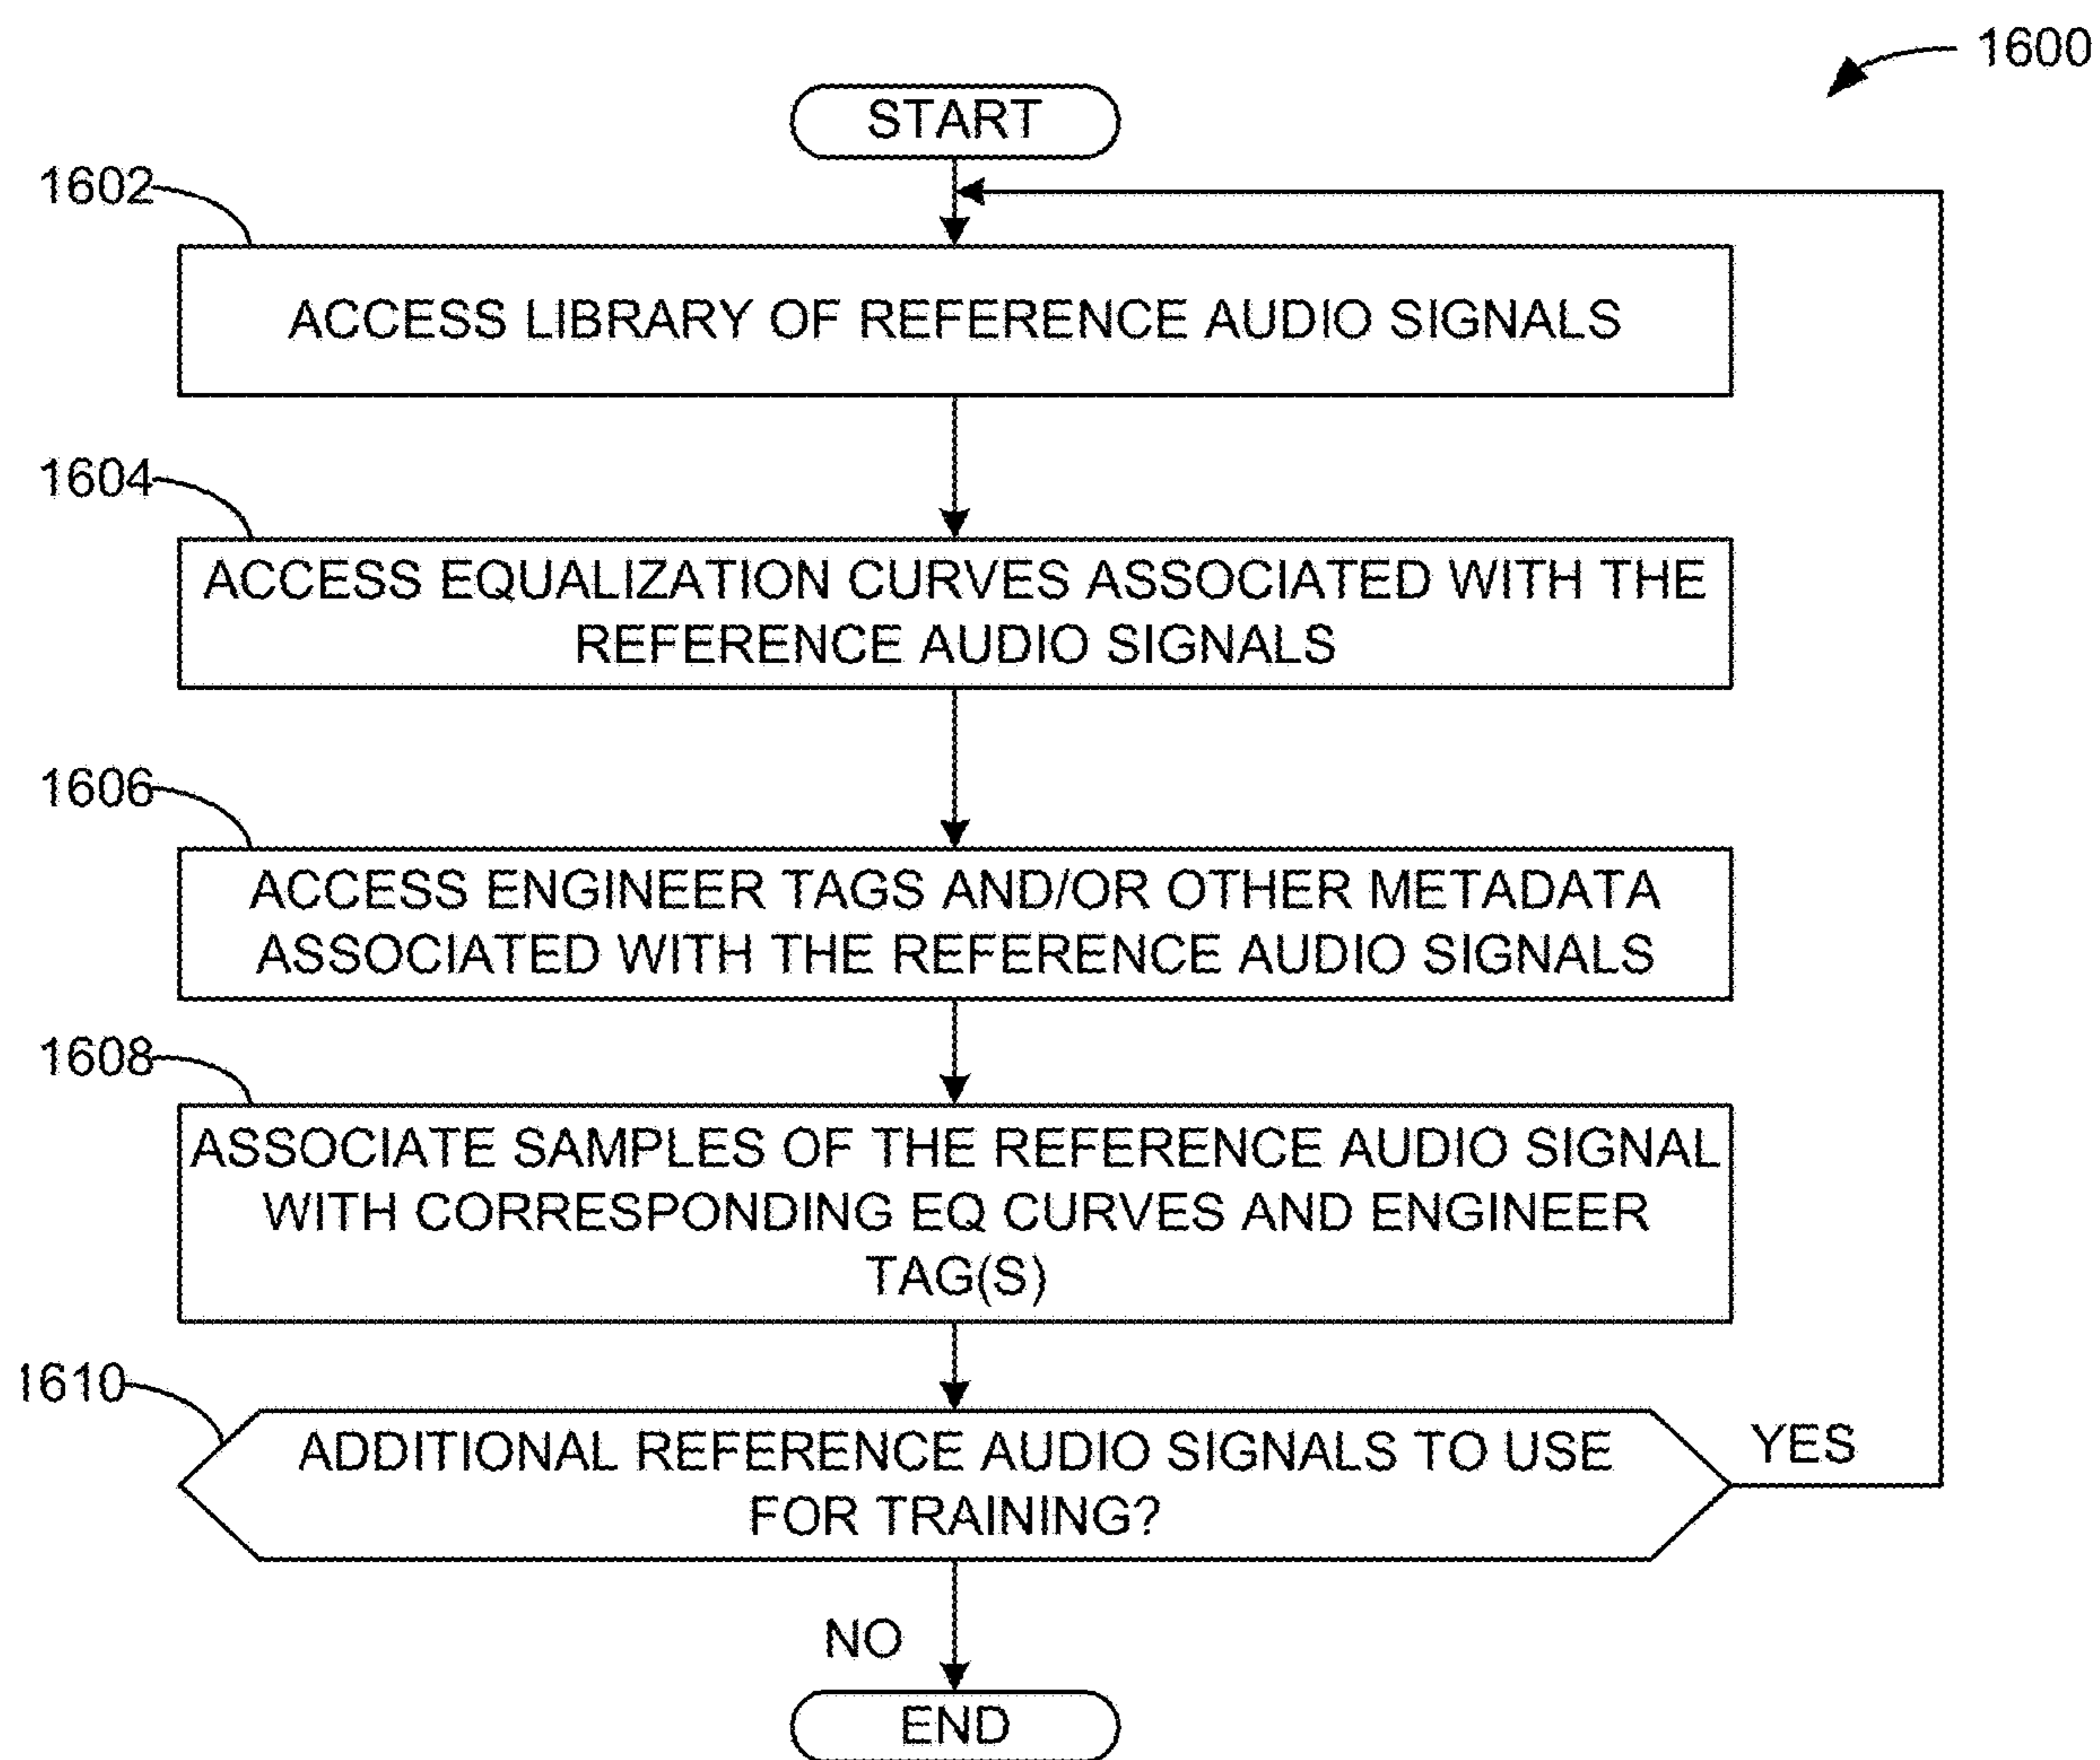 1600
START
1602
ACCESS LIBRARY OF REFERENCE AUDIO SIGNALS
1604
ACCESS EQUALIZATION CURVES ASSOCIATED WITH THE
REFERENCE AUDIO SIGNALS
1606
ACCESS ENGINEER TAGS AND/OR OTHER METADATA
ASSOCIATED WITH THE REFERENCE AUDIO SIGNALS
1608
ASSOCIATE SAMPLES OF THE REFERENCE AUDIO SIGNAL
WITH CORRESPONDING EQ CURVES AND ENGINEER
TAG(S)
1610
ADDITIONAL REFERENCE AUDIO SIGNALS TO USE
FOR TRAINING?
YES
NO
END